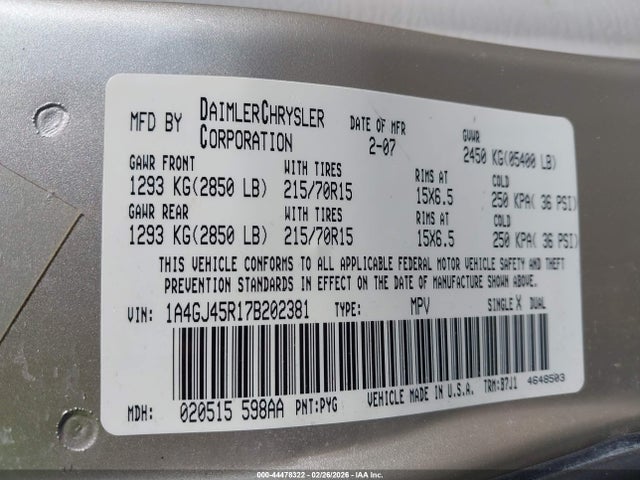 MFD BY DAIMLERCHRYSLER CORPORATION DATE OF MFR 2-07 GVWR 2450 KG(05400 LB)
GAWR FRONT WITH TIRES RIMS AT COLD
1293 KG(2850 LB) 215/70R15 15X6.5 250 KPA( 36 PSI)
GAWR REAR WITH TIRES RIMS AT COLD
1293 KG(2850 LB) 215/70R15 15X6.5 250 KPA( 36 PSI)
THIS VEHICLE CONFORMS TO ALL APPLICABLE FEDERAL MOTOR VEHICLE SAFETY AND THEFT
PREVENTION STANDARDS IN EFFECT ON THE DATE OF MANUFACTURE SHOWN ABOVE.
VIN: 1A4GJ45R17B202381 TYPE: MPV SINGLE X DUAL
MDH: 020515 598AA PNT:PYG VEHICLE MADE IN U.S.A. TRM:B7J1 4648503
000-44478322 - 02/26/2026 - IAA Inc.